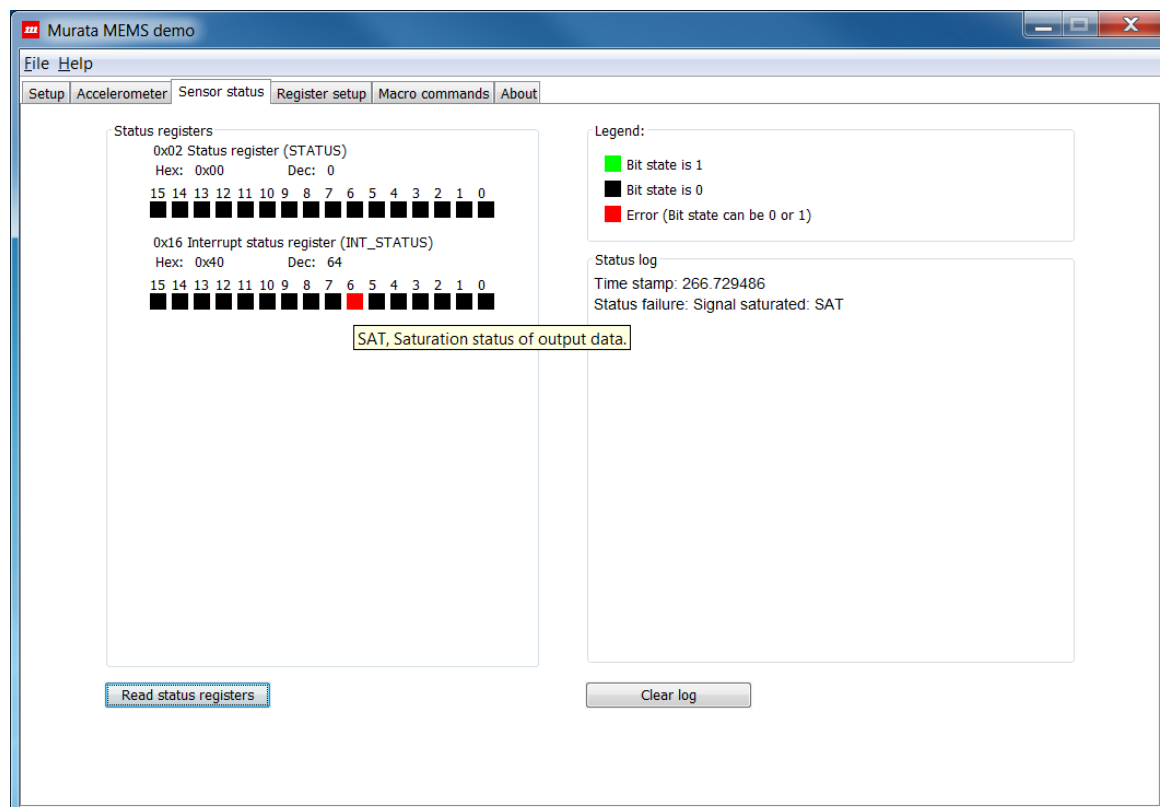 Murata MEMS demo
File Help
Setup Accelerometer Sensor status Register setup Macro commands About
Status registers
0x02 Status register (STATUS)
Hex: 0x00 Dec: 0
15 14 13 12 11 10 9 8 7 6 5 4 3 2 1 0
0x16 Interrupt status register (INT_STATUS)
Hex: 0x40 Dec: 64
15 14 13 12 11 10 9 8 7 6 5 4 3 2 1 0
SAT, Saturation status of output data.
Read status registers
Legend:
Bit state is 1
Bit state is 0
Error (Bit state can be 0 or 1)
Status log
Time stamp: 266.729486
Status failure: Signal saturated: SAT
Clear log